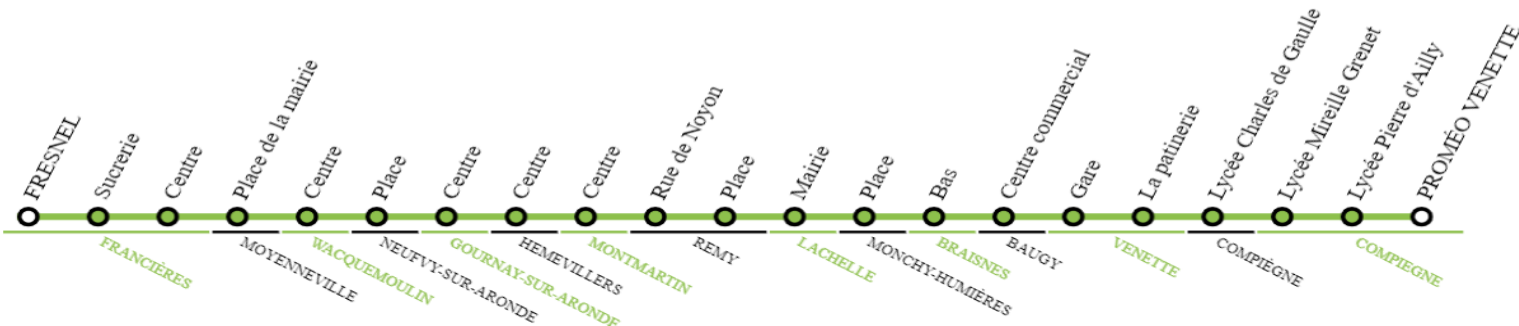 FRESNEL
Sucrerie
Centre
Place de la mairie
Centre
Place
Centre
Centre
Centre
Rue de Noyon
Place
Mairie
Place
Bas
Centre commercial
Gare
La patinerie
Lycée Charles de Gaulle
Lycée Mireille Grenet
Lycée Pierre d'Ailly
PROMÉO VENETTE
FRANCIÈRES
MOYENNEVILLE
WACQUEMOULIN
NEUFVY-SUR-ARONDE
GOURNAY-SUR-ARONDE
HEMEVILLERS
MONTMARTIN
REMY
LACHELLE
MONCHY-HUMIÈRES
BRAISNES
BAUGY
VENETTE
COMPIÈGNE
COMPIEGNE